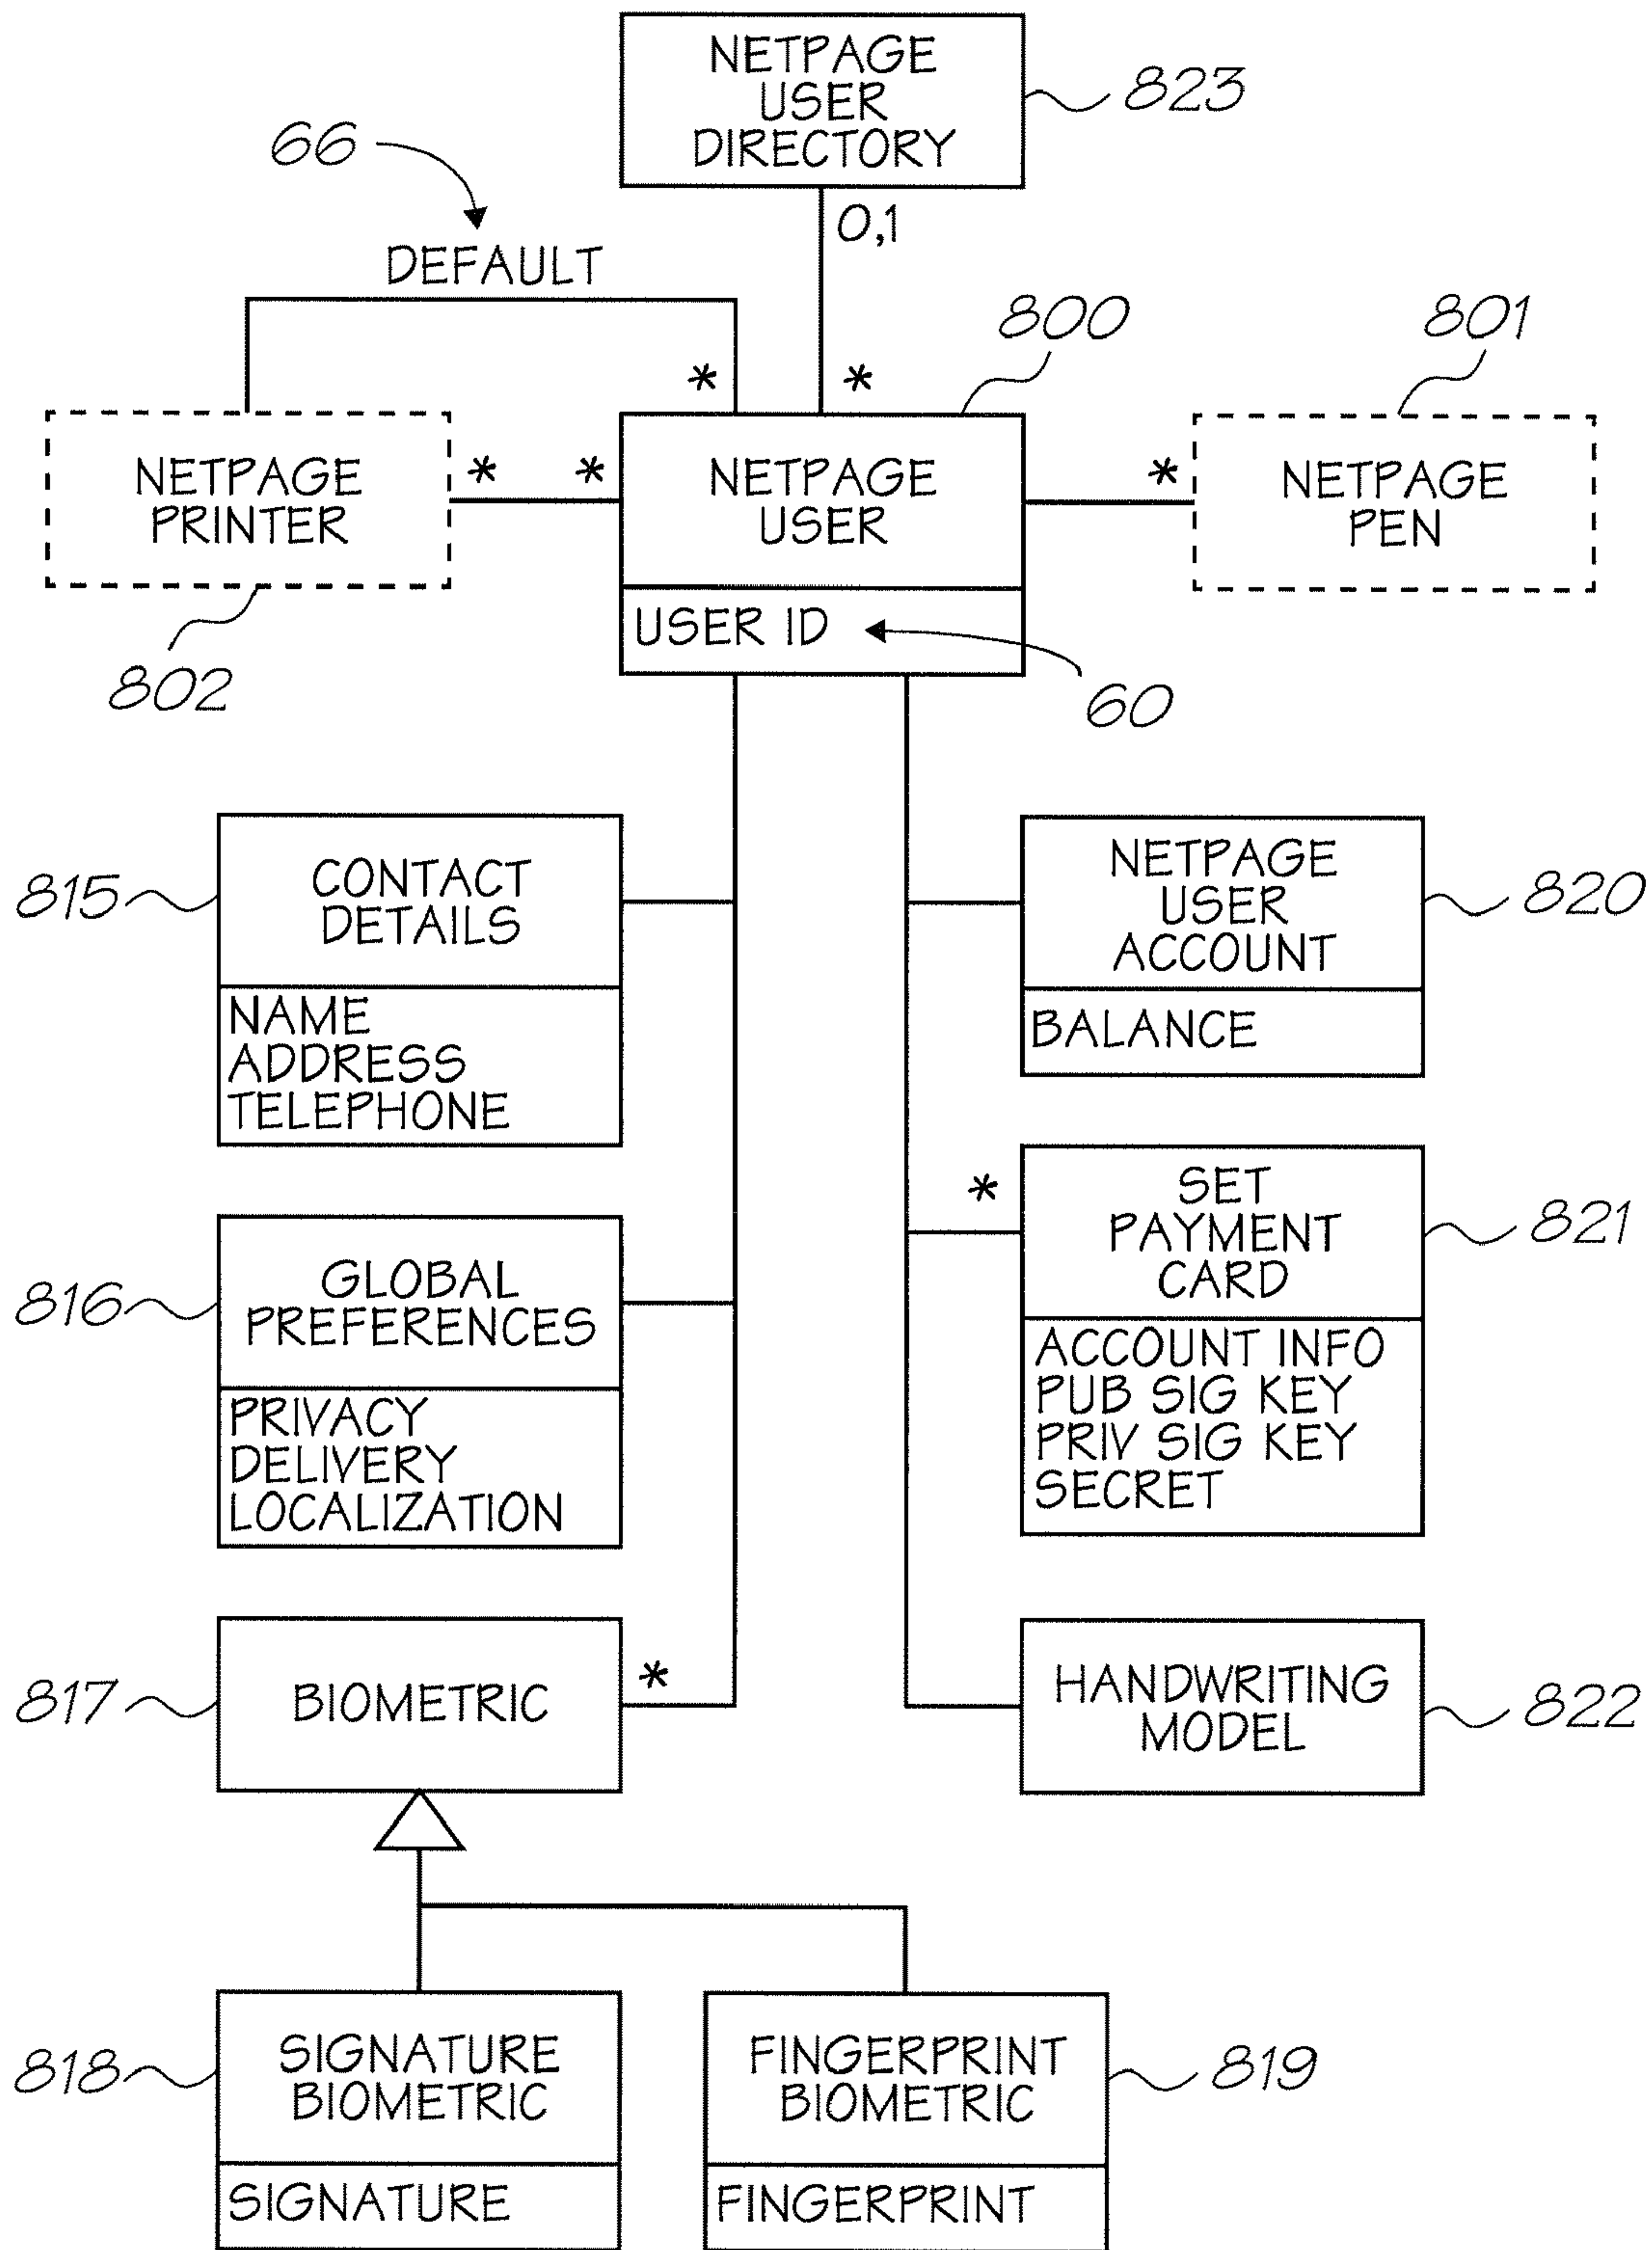 NETPAGE
USER
DIRECTORY
823
66
0,1
DEFAULT
800
801
*
*
NETPAGE
PRINTER
*
*
NETPAGE
USER
*
NETPAGE
PEN
USER ID
802
60
815
CONTACT
DETAILS
NAME
ADDRESS
TELEPHONE
NETPAGE
USER
ACCOUNT
820
BALANCE
816
GLOBAL
PREFERENCES
PRIVACY
DELIVERY
LOCALIZATION
*
SET
PAYMENT
CARD
821
ACCOUNT INFO
PUB SIG KEY
PRIV SIG KEY
SECRET
817
BIOMETRIC
*
HANDWRITING
MODEL
822
818
SIGNATURE
BIOMETRIC
SIGNATURE
FINGERPRINT
BIOMETRIC
819
FINGERPRINT